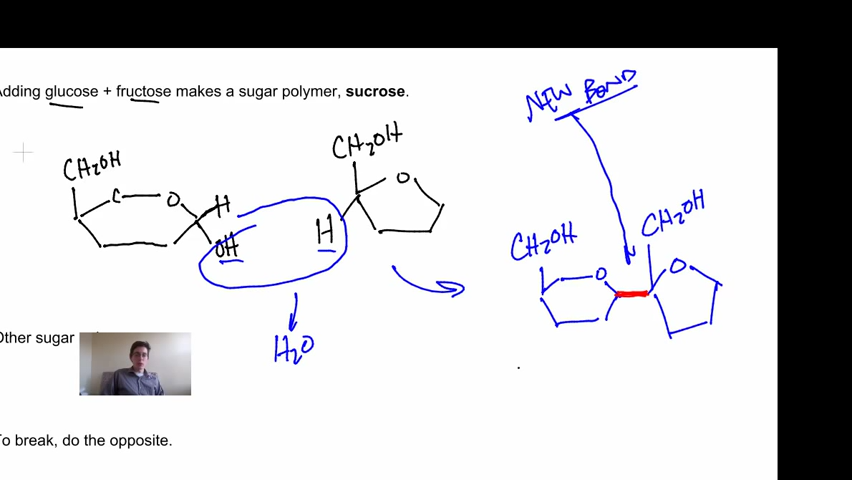 dding glucose + fructose makes a sugar polymer, sucrose.
NEW BOND
CH2OH
CH2OH
C
O
O
H
OH
H
CH2OH
CH2OH
O
O
H2O
Other sugar
To break, do the opposite.